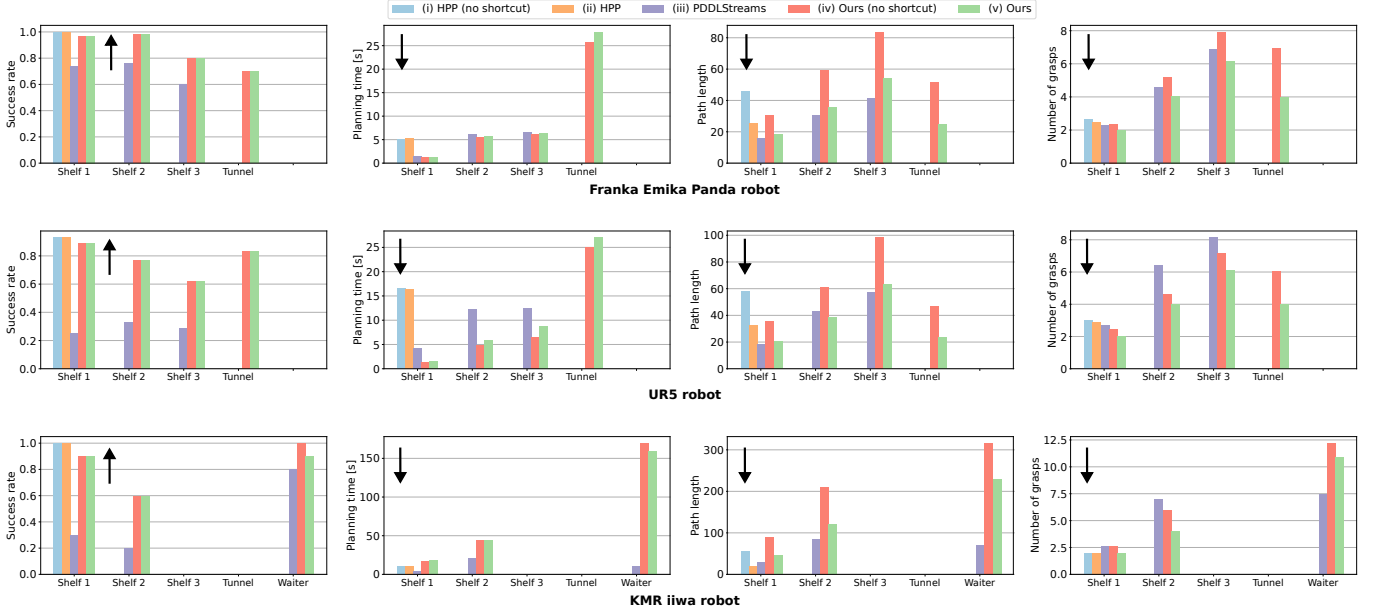 (i) HPP (no shortcut) (ii) HPP (iii) PDDLStreams (iv) Ours (no shortcut) (v) Ours
Success rate
1.0
0.8
0.6
0.4
0.2
0.0
Shelf 1 Shelf 2 Shelf 3 Tunnel
Planning time [s]
25
20
15
10
5
0
Shelf 1 Shelf 2 Shelf 3 Tunnel
Path length
80
60
40
20
0
Shelf 1 Shelf 2 Shelf 3 Tunnel
Number of grasps
8
6
4
2
0
Shelf 1 Shelf 2 Shelf 3 Tunnel
Franka Emika Panda robot
Success rate
0.8
0.6
0.4
0.2
0.0
Shelf 1 Shelf 2 Shelf 3 Tunnel
Planning time [s]
25
20
15
10
5
0
Shelf 1 Shelf 2 Shelf 3 Tunnel
Path length
100
80
60
40
20
0
Shelf 1 Shelf 2 Shelf 3 Tunnel
Number of grasps
8
6
4
2
0
Shelf 1 Shelf 2 Shelf 3 Tunnel
UR5 robot
Success rate
1.0
0.8
0.6
0.4
0.2
Shelf 1 Shelf 2 Shelf 3 Tunnel Waiter
Planning time [s]
150
100
50
0
Shelf 1 Shelf 2 Shelf 3 Tunnel Waiter
Path length
300
200
100
0
Shelf 1 Shelf 2 Shelf 3 Tunnel Waiter
Number of grasps
12.5
10.0
7.5
5.0
2.5
0.0
Shelf 1 Shelf 2 Shelf 3 Tunnel Waiter
KMR iiwa robot